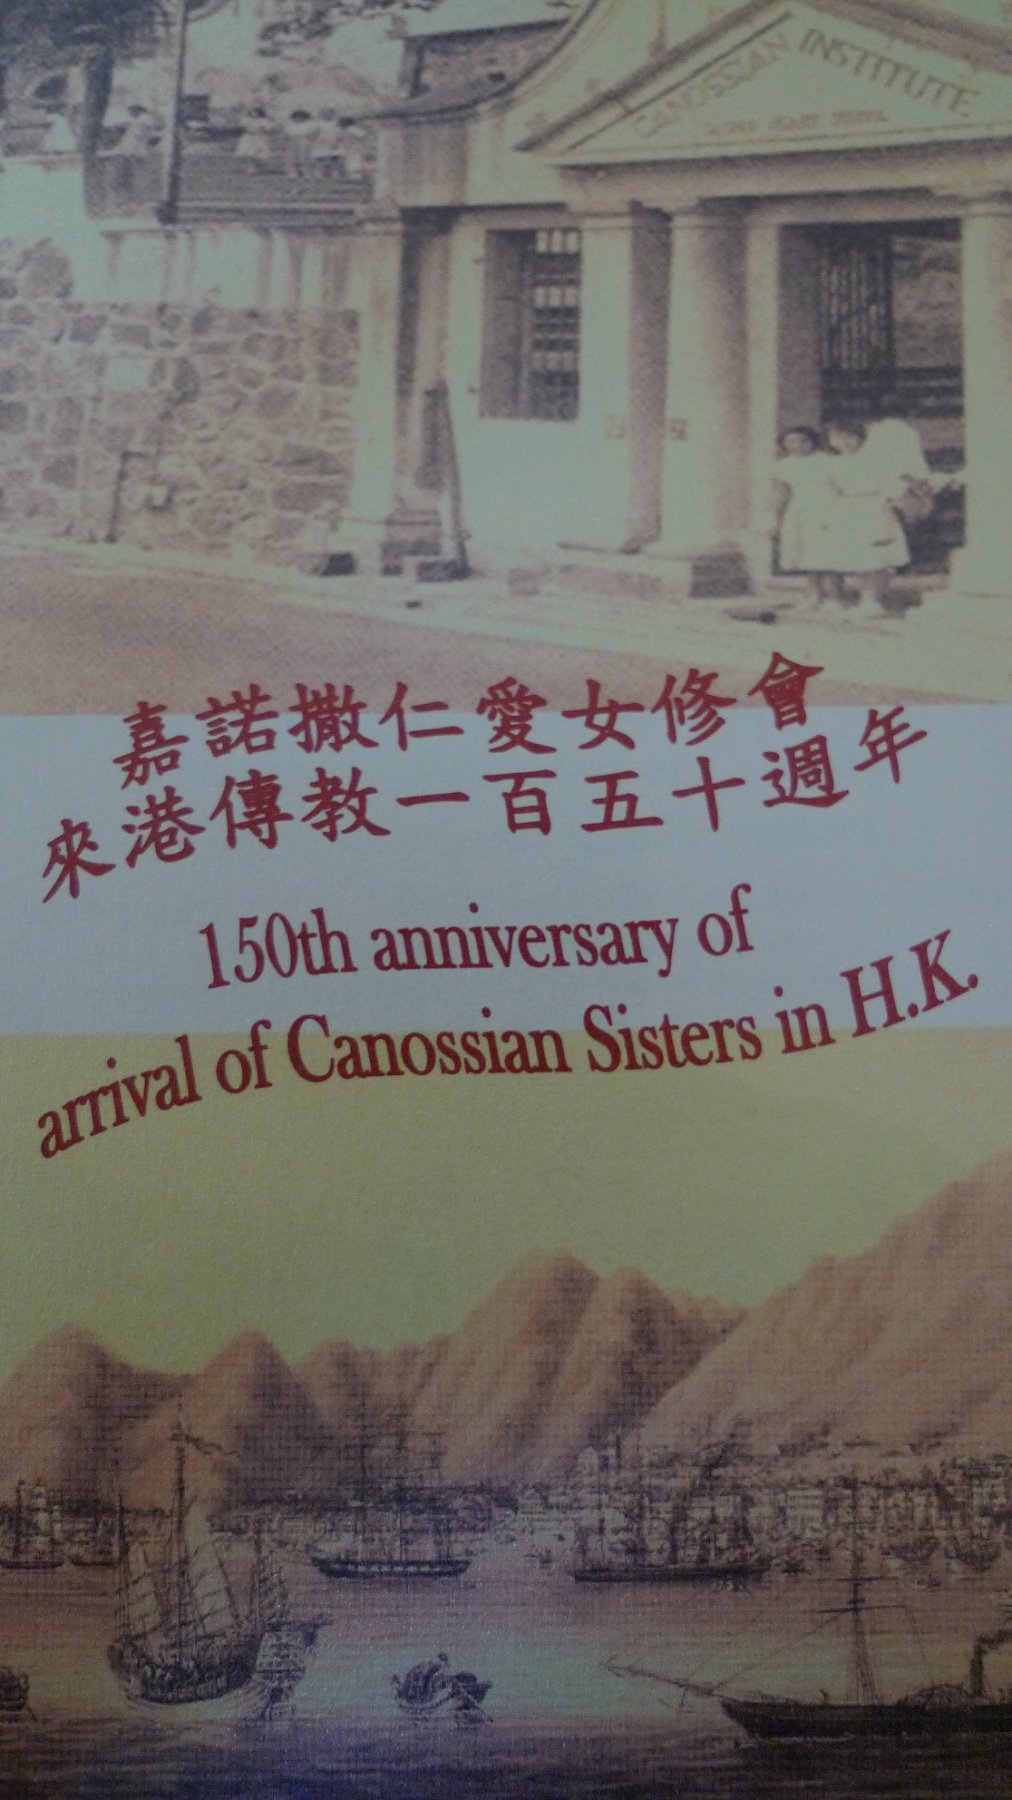 CANOSSIAN INSTITUTE
嘉諾撒仁愛女修會
來港傳教一百五十週年
150th anniversary of
arrival of Canossian Sisters in H.K.